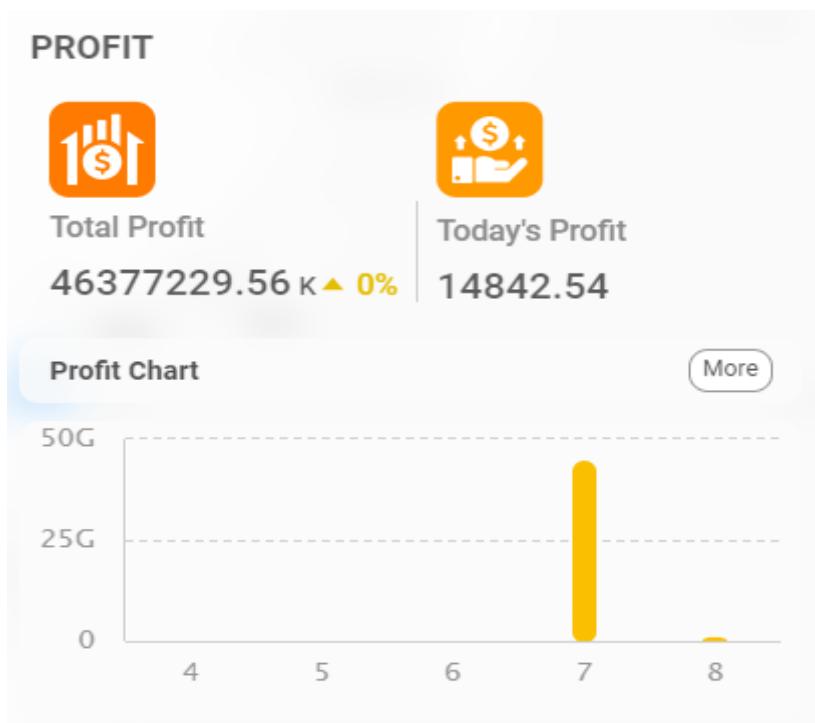 PROFIT
Total Profit
46377229.56 K 0%
Today's Profit
14842.54
Profit Chart
More
50G
25G
0
4 5 6 7 8